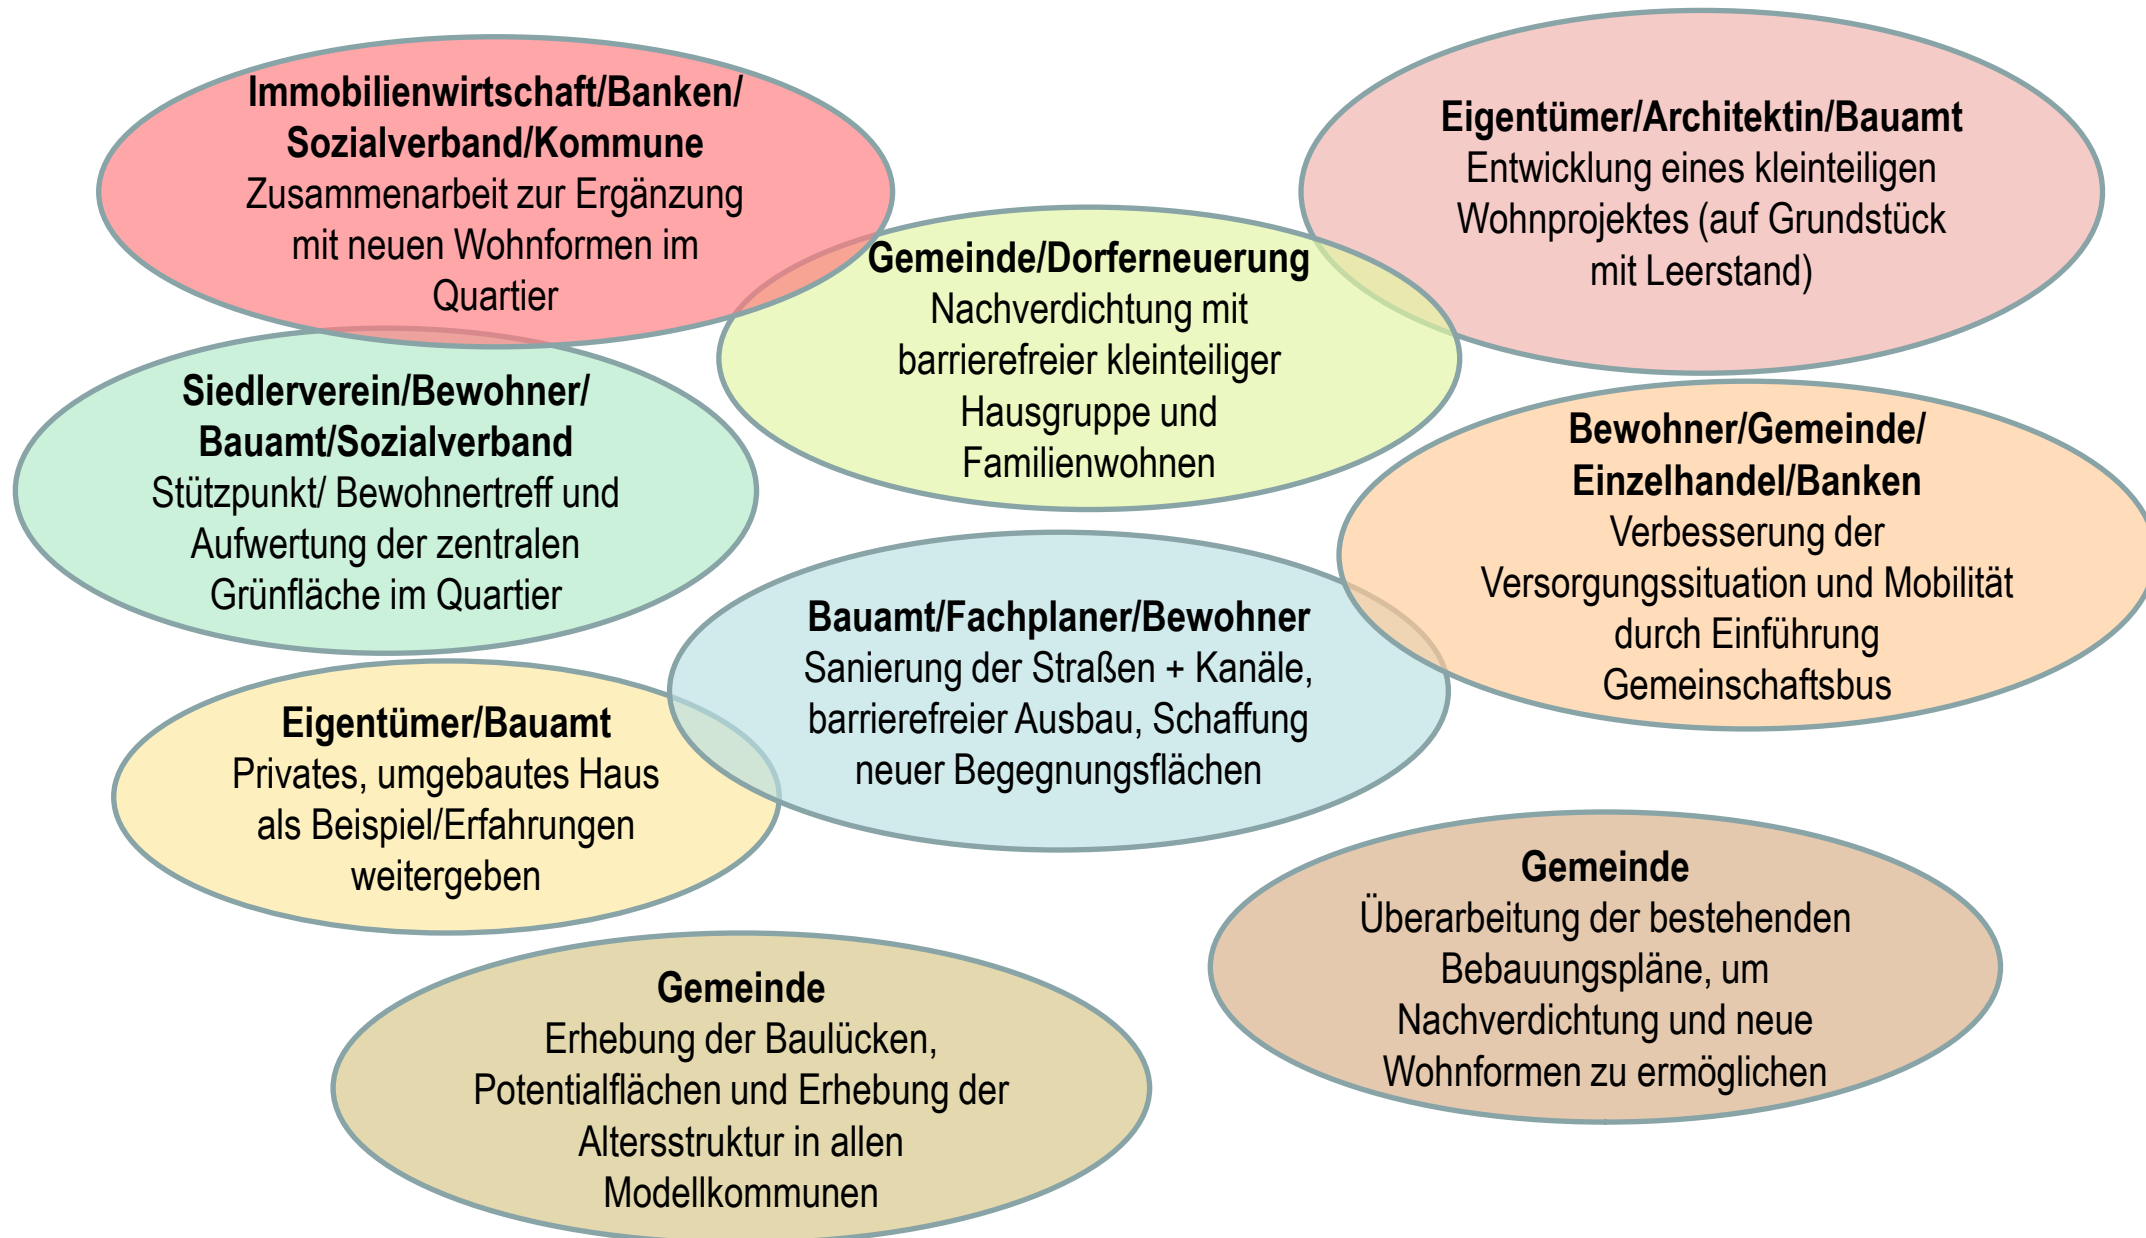 Immobilienwirtschaft/Banken/
Sozialverband/Kommune
Zusammenarbeit zur Ergänzung
mit neuen Wohnformen im
Quartier
Eigentümer/Architektin/Bauamt
Entwicklung eines kleinteiligen
Wohnprojektes (auf Grundstück
mit Leerstand)
Gemeinde/Dorferneuerung
Nachverdichtung mit
barrierefreier kleinteiliger
Hausgruppe und
Familienwohnen
Siedlerverein/Bewohner/
Bauamt/Sozialverband
Stützpunkt/ Bewohnertreff und
Aufwertung der zentralen
Grünfläche im Quartier
Bewohner/Gemeinde/
Einzelhandel/Banken
Verbesserung der
Versorgungssituation und Mobilität
durch Einführung
Gemeinschaftsbus
Bauamt/Fachplaner/Bewohner
Sanierung der Straßen + Kanäle,
barrierefreier Ausbau, Schaffung
neuer Begegnungsflächen
Eigentümer/Bauamt
Privates, umgebautes Haus
als Beispiel/Erfahrungen
weitergeben
Gemeinde
Überarbeitung der bestehenden
Bebauungspläne, um
Nachverdichtung und neue
Wohnformen zu ermöglichen
Gemeinde
Erhebung der Baulücken,
Potentialflächen und Erhebung der
Altersstruktur in allen
Modellkommunen